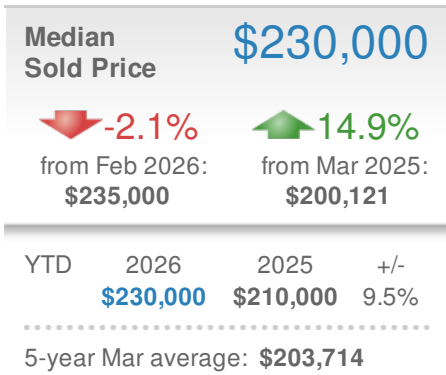 Median $230,000
Sold Price
-2.1% 14.9%
from Feb 2026: from Mar 2025:
$235,000 $200,121
YTD 2026 2025 +/-
$230,000 $210,000 9.5%
5-year Mar average: $203,714